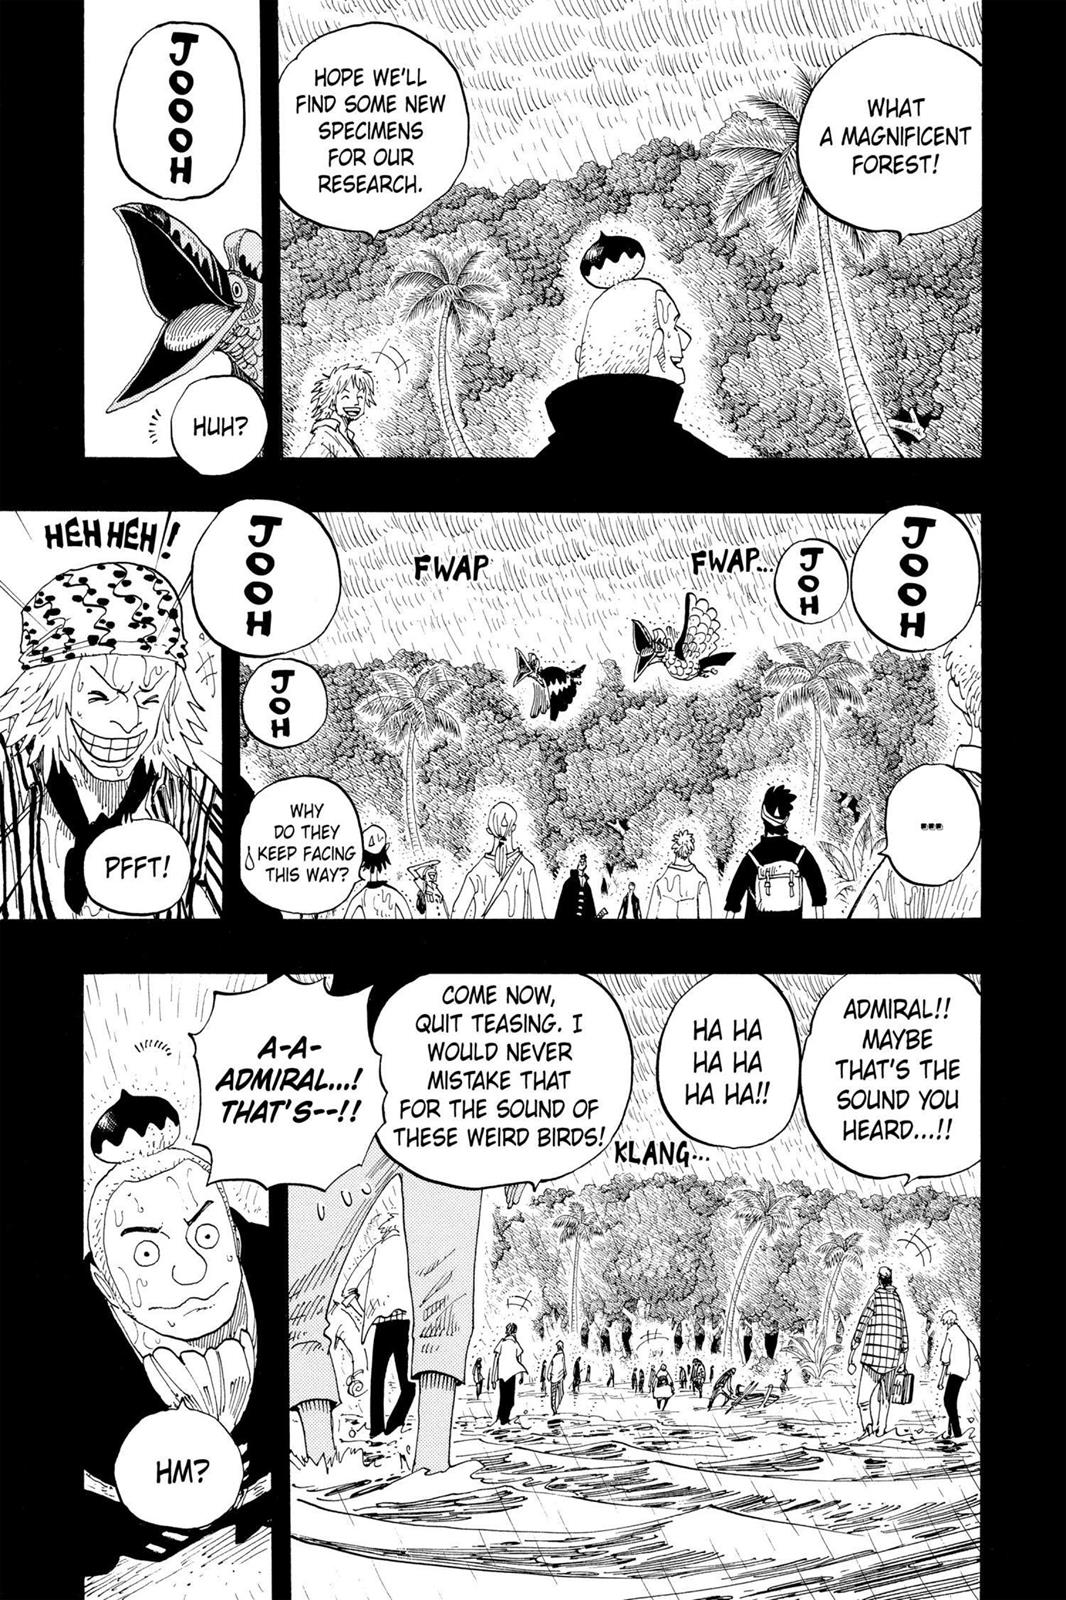 WHAT
A MAGNIFICENT
FOREST!
HOPE WE'LL
FIND SOME NEW
SPECIMENS
FOR OUR
RESEARCH.
JOOOH
HUH?
JOOH
JOH
FWAP...
FWAP
...
JOOH
JOH
WHY
DO THEY
KEEP FACING
THIS WAY?
HEH HEH!
PFFT!
ADMIRAL!!
MAYBE
THAT'S THE
SOUND YOU
HEARD...!!
HA HA
HA HA
HA HA!!
COME NOW,
QUIT TEASING. I
WOULD NEVER
MISTAKE THAT
FOR THE SOUND OF
THESE WEIRD BIRDS!
KLANG...
A-A-
ADMIRAL...!
THAT'S--!!
HM?